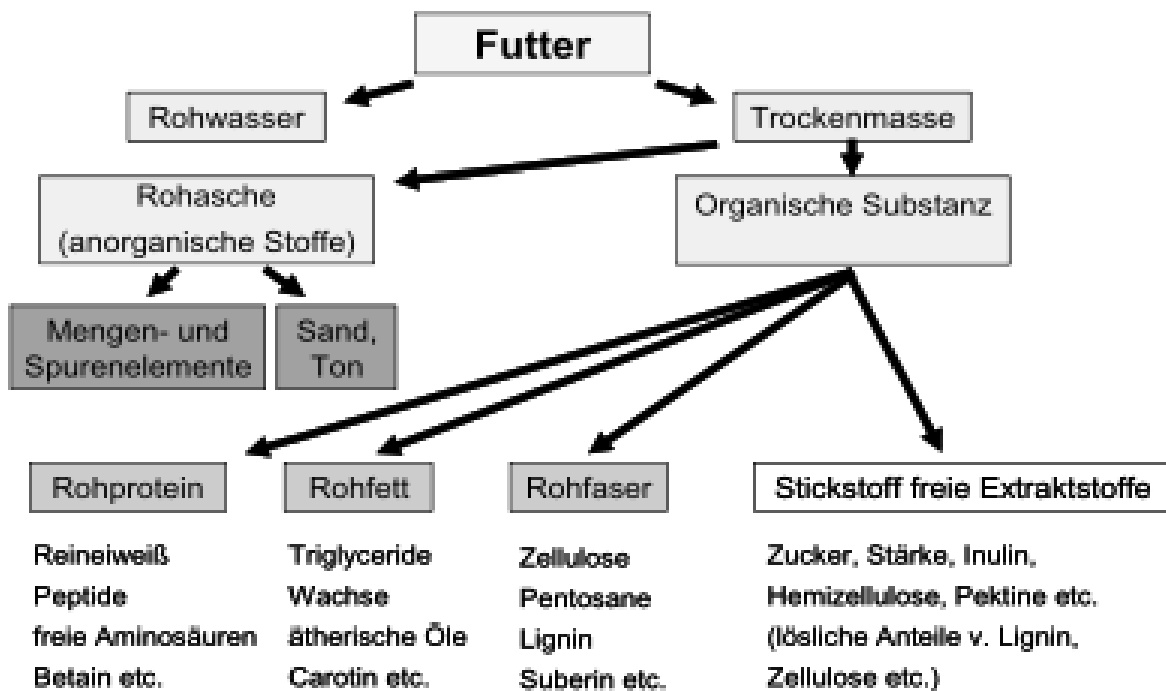 Futter
Rohwasser
Trockenmasse
Rohasche
(anorganische Stoffe)
Organische Substanz
Mengen- und
Spurenelemente
Sand,
Ton
Rohprotein
Rohfett
Rohfaser
Stickstoff freie Extraktstoffe
Reineiweiß
Peptide
freie Aminosäuren
Betain etc.
Triglyceride
Wachse
ätherische Öle
Carotin etc.
Zellulose
Pentosane
Lignin
Suberin etc.
Zucker, Stärke, Inulin,
Hemizellulose, Pektine etc.
(lösliche Anteile v. Lignin,
Zellulose etc.)